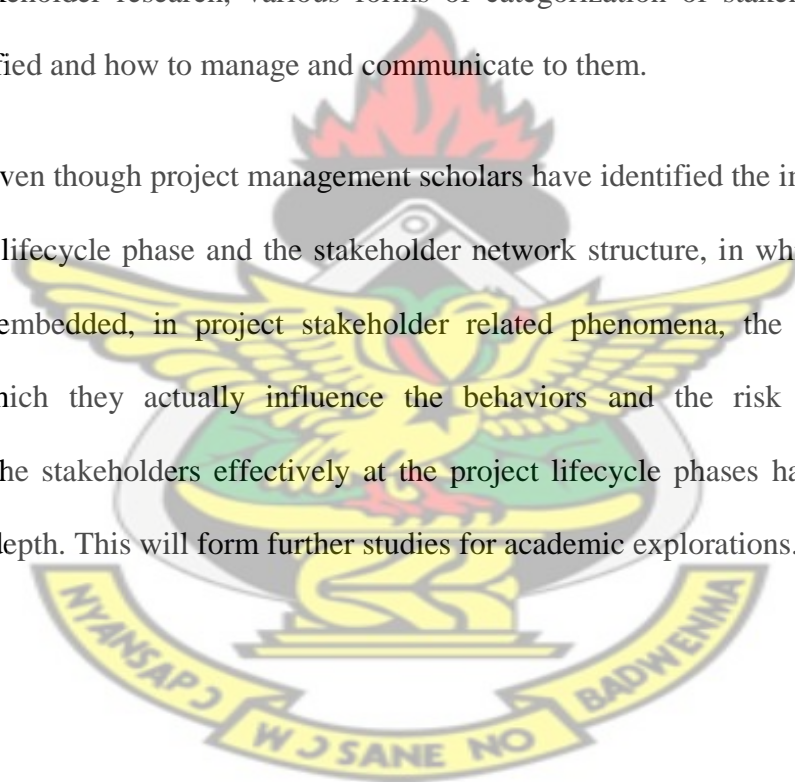 keholder research, various forms of categorization of stake
fied and how to manage and communicate to them.
ven though project management scholars have identified the i
lifecycle phase and the stakeholder network structure, in wh
embedded, in project stakeholder related phenomena, the
hich they actually influence the behaviors and the risk
he stakeholders effectively at the project lifecycle phases ha
depth. This will form further studies for academic explorations.
NYANSAPƆ
WƆ SANE NO
BADWENMA